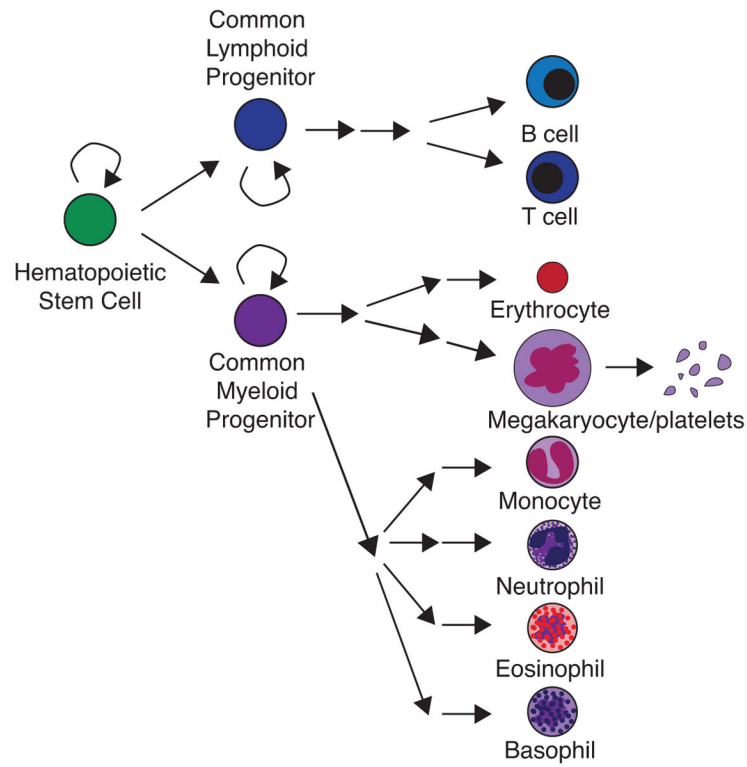 Common
Lymphoid
Progenitor
B cell
T cell
Hematopoietic
Stem Cell
Erythrocyte
Common
Myeloid
Progenitor
Megakaryocyte/platelets
Monocyte
Neutrophil
Eosinophil
Basophil